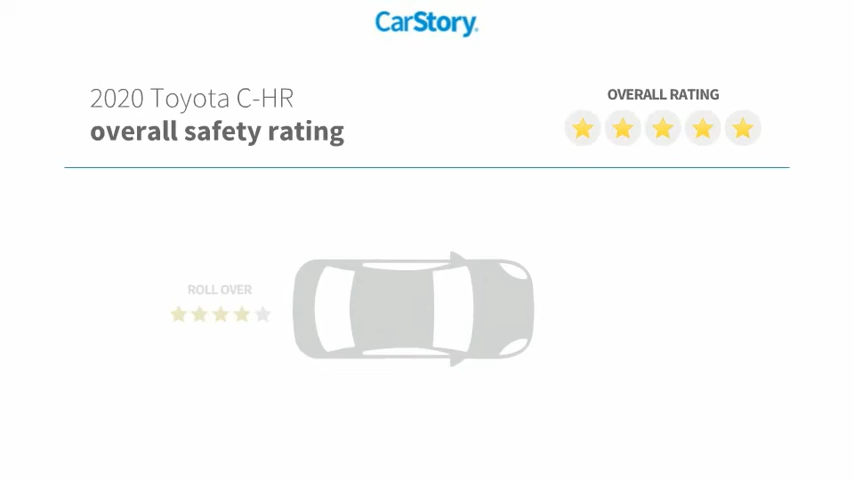 CarStory.
2020 Toyota C-HR
overall safety rating
OVERALL RATING
ROLL OVER